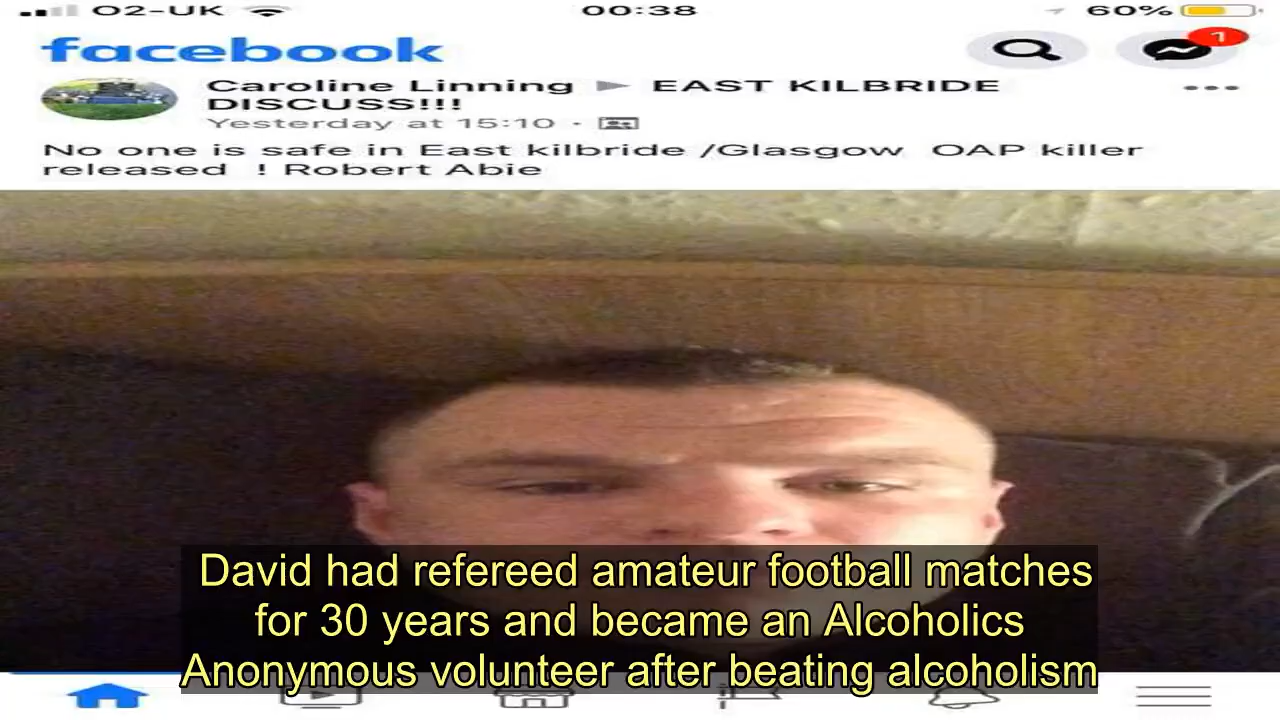 O2-UK 00:38 60%
facebook
1
Caroline Linning ▶ EAST KILBRIDE
DISCUSS!!!
Yesterday at 15:10 ·
No one is safe in East kilbride /Glasgow OAP killer
released ! Robert Abie
David had refereed amateur football matches
for 30 years and became an Alcoholics
Anonymous volunteer after beating alcoholism